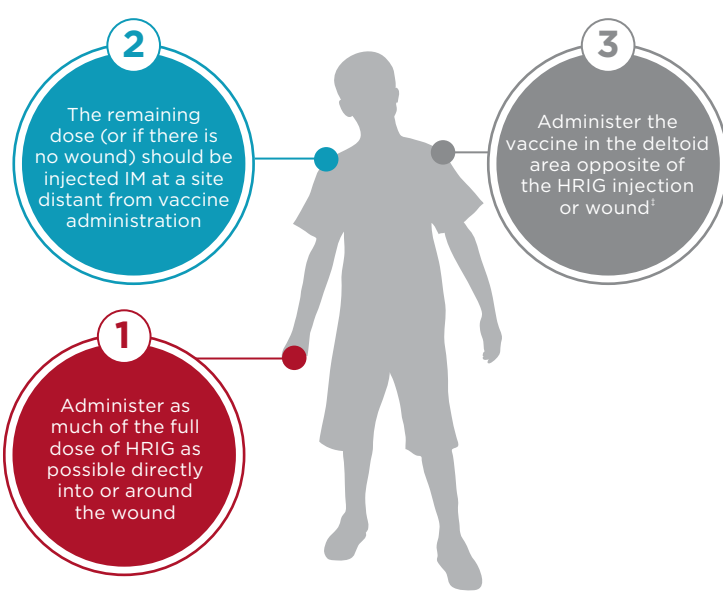 2
The remaining
dose (or if there is
no wound) should be
injected IM at a site
distant from vaccine
administration
3
Administer the
vaccine in the deltoid
area opposite of
the HRIG injection
or wound‡
1
Administer as
much of the full
dose of HRIG as
possible directly
into or around
the wound